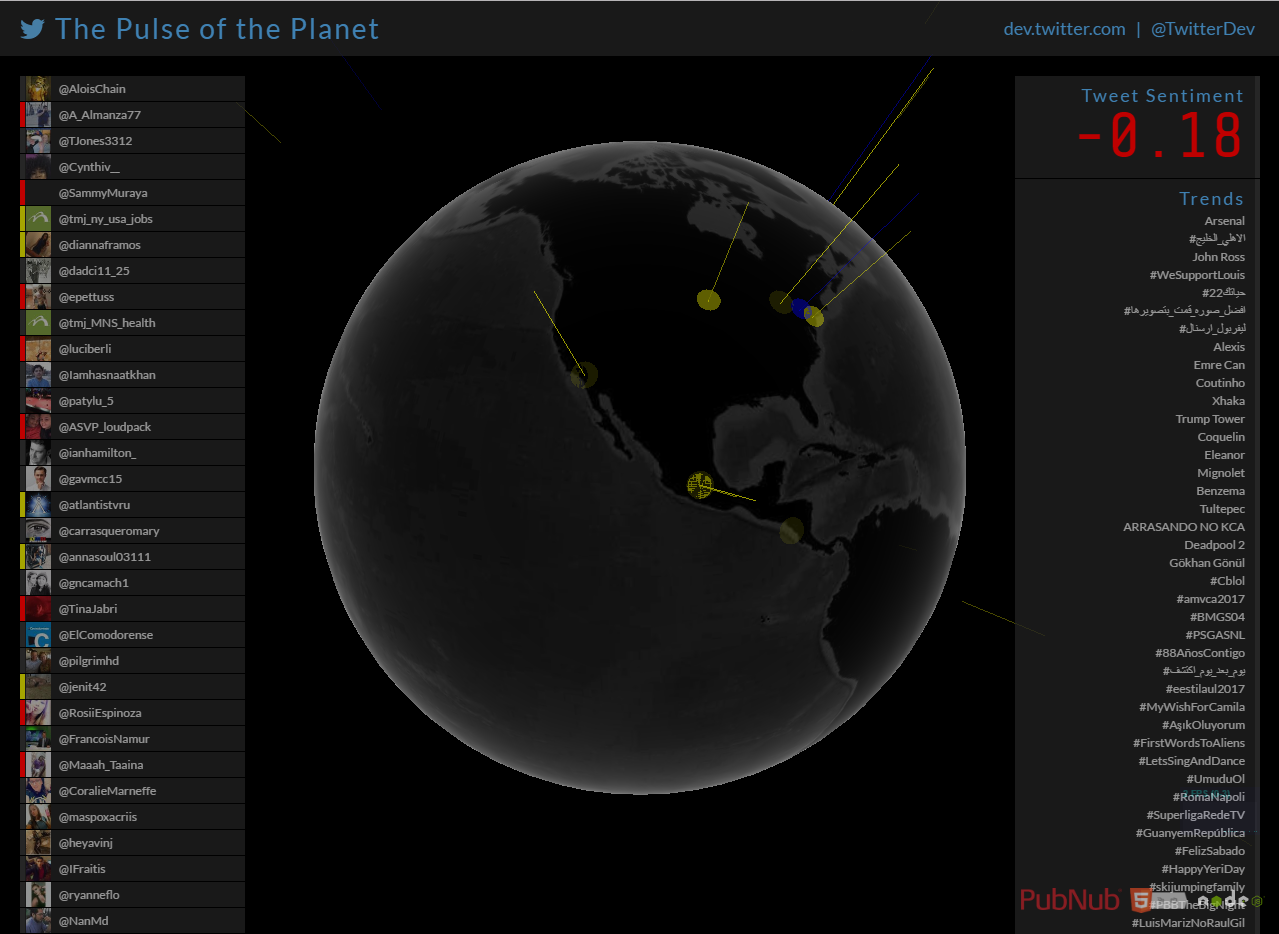 The Pulse of the Planet
dev.twitter.com | @TwitterDev
@AloisChain
@A_Almanza77
@TJones3312
@Cynthiv__
@SammyMuraya
@tmj_ny_usa_jobs
@diannaframos
@dadci11_25
@epettuss
@tmj_MNS_health
@luciberli
@Iamhasnaatkhan
@patylu_5
@ASVP_loudpack
@ianhamilton_
@gavmcc15
@atlantistvru
@carrasqueromary
@annasoul03111
@gncamach1
@TinaJabri
@ElComodorense
@pilgrimhd
@jenit42
@RosiiEspinoza
@FrancoisNamur
@Maaah_Taaina
@CoralieMarneffe
@maspoxacriis
@heyavinj
@IFraitis
@ryanneflo
@NanMd
Tweet Sentiment
-0.18
Trends
Arsenal
#الاهلي_الخليج
John Ross
#WeSupportLouis
#حياتك22
#افضل_صوره_قمت_بتصويرها
#ليفربول_ارسنال
Alexis
Emre Can
Coutinho
Xhaka
Trump Tower
Coquelin
Eleanor
Mignolet
Benzema
Tultepec
ARRASANDO NO KCA
Deadpool 2
Gökhan Gönül
#Cblol
#amvca2017
#BMGS04
#PSGASNL
#88AñosContigo
#يوم_بعد_يوم_اكتشف
#eestilaul2017
#MyWishForCamila
#AşıkOluyorum
#FirstWordsToAliens
#LetsSingAndDance
#UmuduOl
#RomaNapoli
#SuperligaRedeTV
#GuanyemRepública
#FelizSabado
#HappyYeriDay
#skijumpingfamily
#PBBTheBigNight
#LuisMarizNoRaulGil
PubNub
5
node